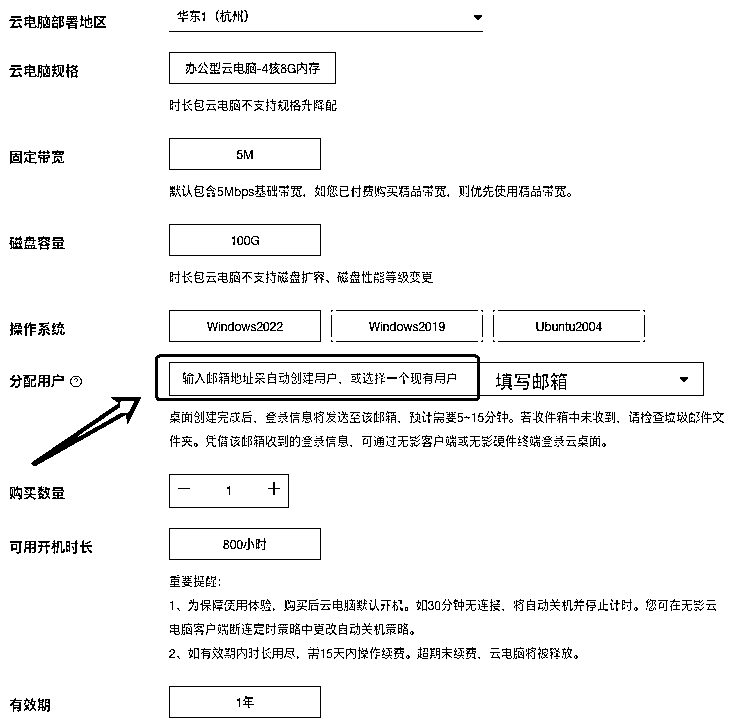 云电脑部署地区 华东1（杭州）
云电脑规格 办公型云电脑-4核8G内存
时长包云电脑不支持规格升降配
固定带宽 5M
默认包含5Mbps基础带宽，如您已付费购买精品带宽，则优先使用精品带宽。
磁盘容量 100G
时长包云电脑不支持磁盘扩容、磁盘性能等级变更
操作系统 Windows2022 Windows2019 Ubuntu2004
分配用户 ? 输入邮箱地址来自动创建用户，或选择一个现有用户 填写邮箱
桌面创建完成后，登录信息将发送至该邮箱，预计需要5~15分钟。若收件箱中未收到，请检查垃圾邮件文
件夹。凭借该邮箱收到的登录信息，可通过无影客户端或无影硬件终端登录云桌面。
购买数量 — 1 +
可用开机时长 800小时
重要提醒：
1、为保障使用体验，购买后云电脑默认开机。如30分钟无连接，将自动关机并停止计时。您可在无影云
电脑客户端断连定时策略中更改自动关机策略。
2、如有效期内时长用尽，需15天内操作续费。超期未续费，云电脑将被释放。
有效期 1年